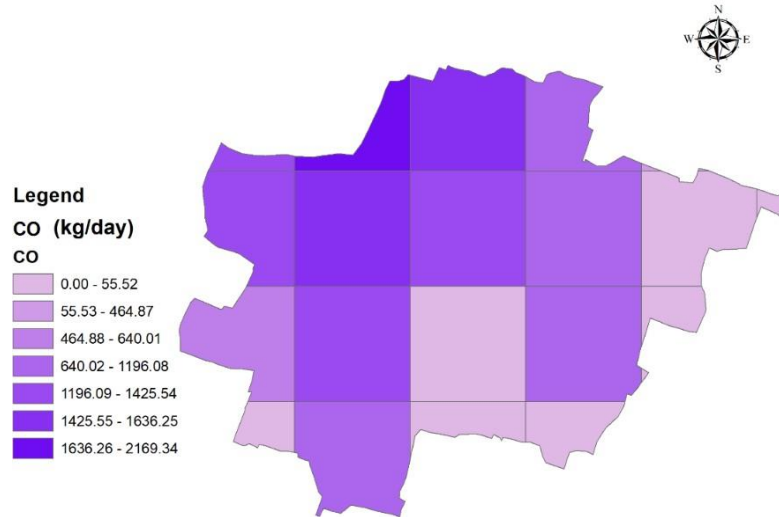 N
W E
S
Legend
CO (kg/day)
CO
0.00 - 55.52
55.53 - 464.87
464.88 - 640.01
640.02 - 1196.08
1196.09 - 1425.54
1425.55 - 1636.25
1636.26 - 2169.34